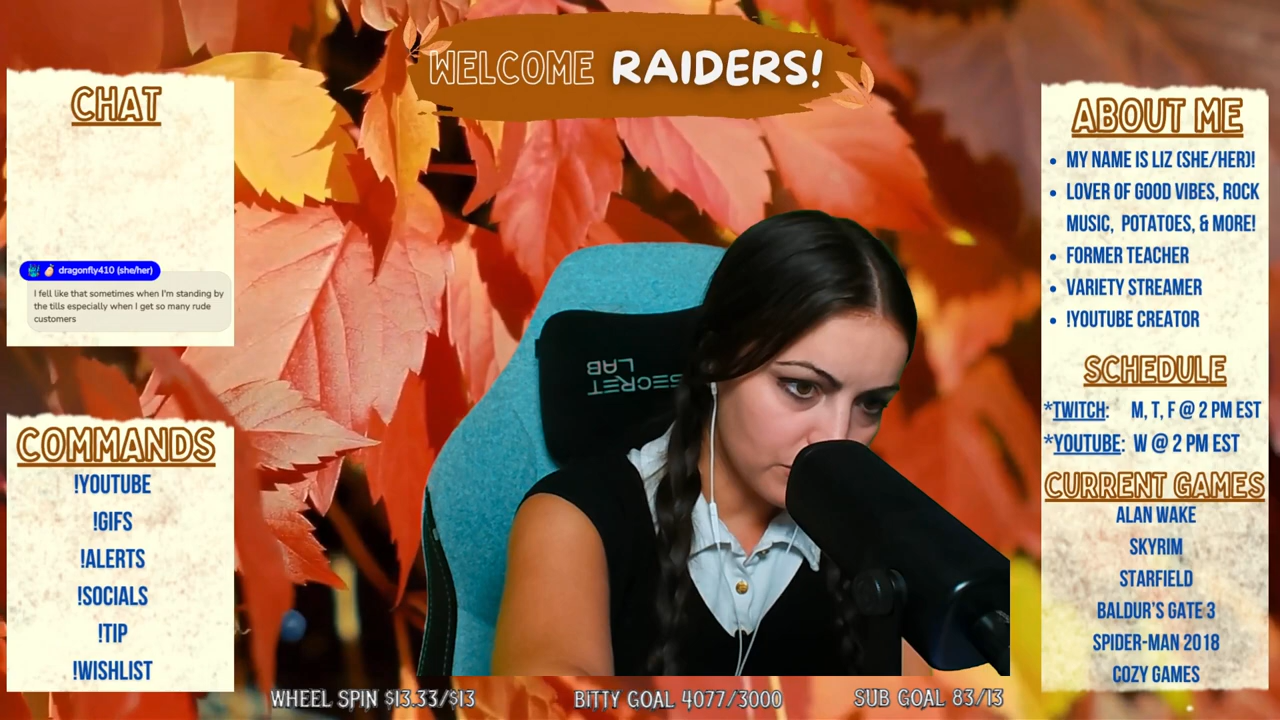 WELCOME RAIDERS!
CHAT
dragonfly410 (she/her)
I fell like that sometimes when I'm standing by
the tills especially when I get so many rude
customers
COMMANDS
!YOUTUBE
!GIFS
!ALERTS
!SOCIALS
!TIP
!WISHLIST
SECRET
LAB
ABOUT ME
• MY NAME IS LIZ (SHE/HER)!
• LOVER OF GOOD VIBES, ROCK
MUSIC, POTATOES, & MORE!
• FORMER TEACHER
• VARIETY STREAMER
• !YOUTUBE CREATOR
SCHEDULE
*TWITCH: M, T, F @ 2 PM EST
*YOUTUBE: W @ 2 PM EST
CURRENT GAMES
ALAN WAKE
SKYRIM
STARFIELD
BALDUR'S GATE 3
SPIDER-MAN 2018
COZY GAMES
WHEEL SPIN $13.33/$13
BITTY GOAL 4077/3000
SUB GOAL 83/13